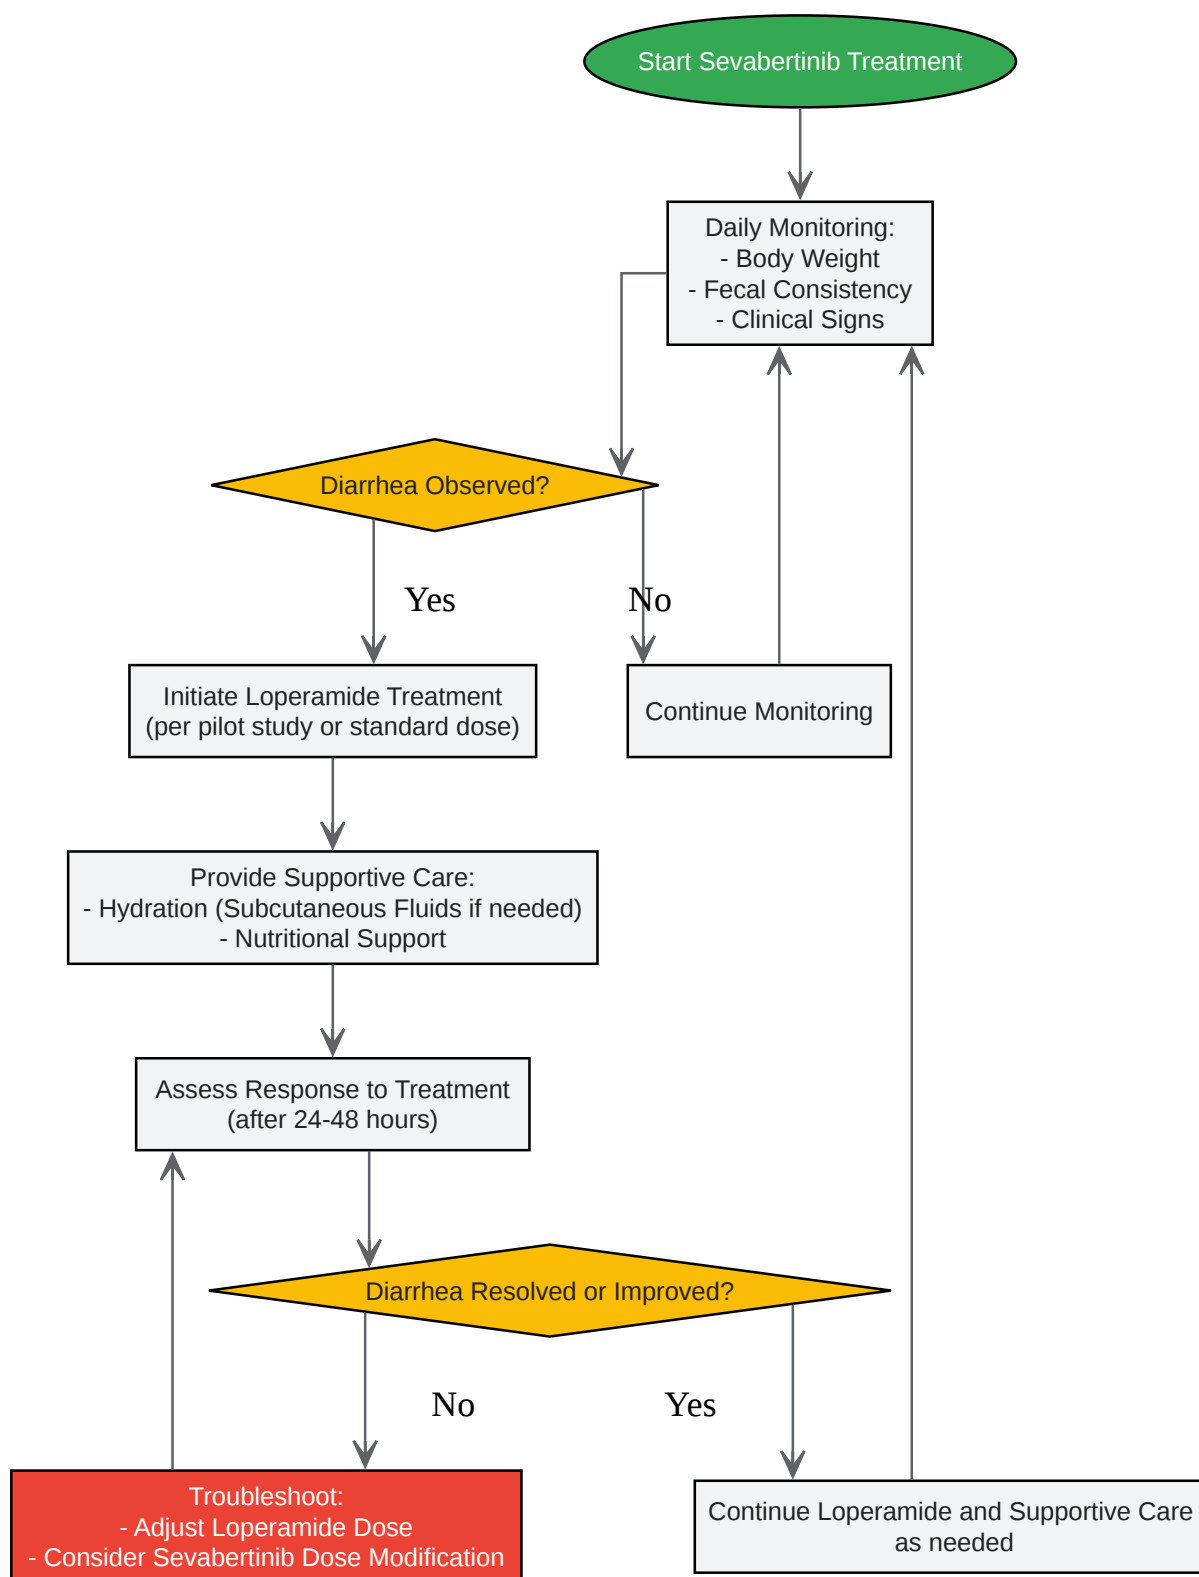 Start Sevabertinib Treatment
Daily Monitoring:
- Body Weight
- Fecal Consistency
- Clinical Signs
Diarrhea Observed?
Yes
No
Initiate Loperamide Treatment
(per pilot study or standard dose)
Continue Monitoring
Provide Supportive Care:
- Hydration (Subcutaneous Fluids if needed)
- Nutritional Support
Assess Response to Treatment
(after 24-48 hours)
Diarrhea Resolved or Improved?
No
Yes
Troubleshoot:
- Adjust Loperamide Dose
- Consider Sevabertinib Dose Modification
Continue Loperamide and Supportive Care
as needed